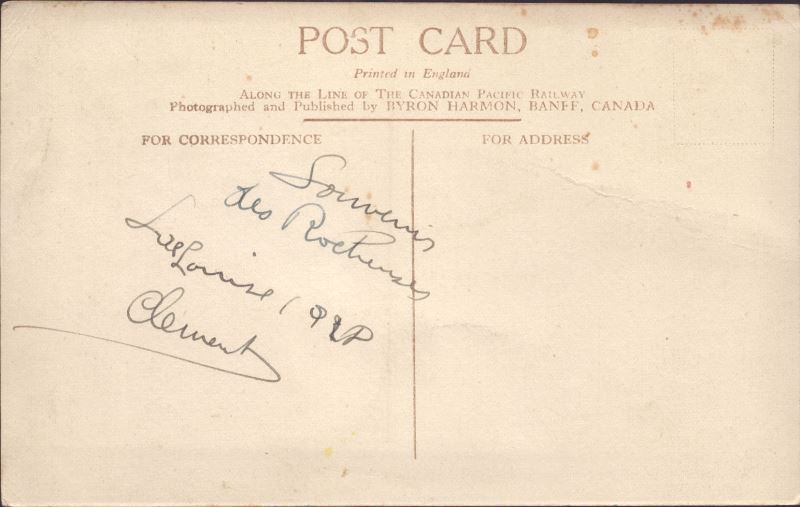 POST CARD
Printed in England
ALONG THE LINE OF THE CANADIAN PACIFIC RAILWAY
Photographed and Published by BYRON HARMON, BANFF, CANADA
FOR CORRESPONDENCE
FOR ADDRESS
Souvenir
des Rocheuses
Lac Louise
Clement